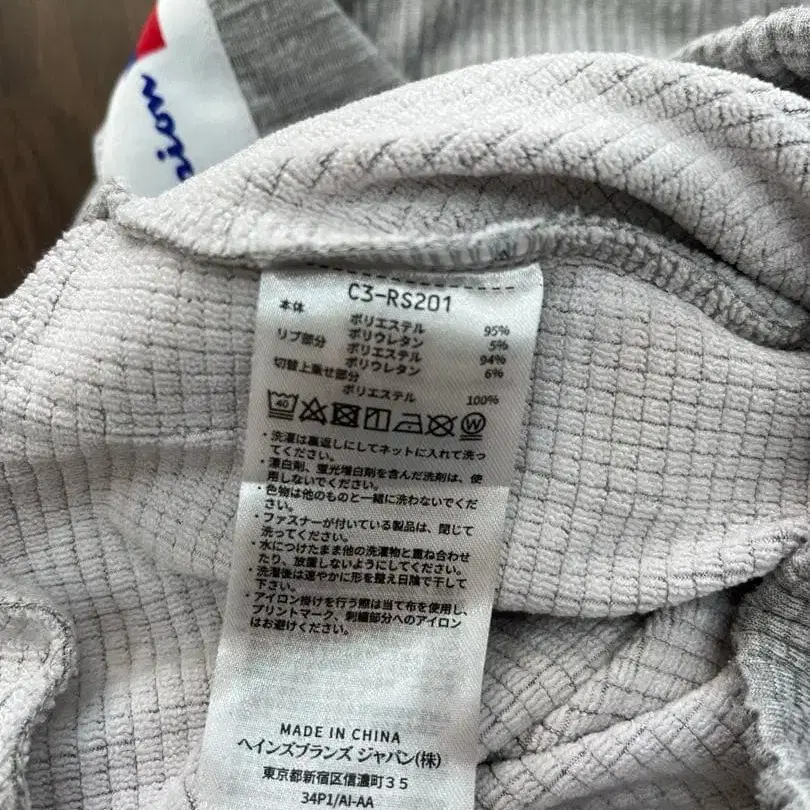 C3-RS201
本体 ポリエステル 95%
ポリウレタン 5%
リブ部分 ポリエステル 94%
ポリウレタン 6%
切替上乗せ部分
ポリエステル 100%
40
W
・洗濯は裏返しにしてネットに入れて洗っ
てください。
・漂白剤、蛍光増白剤を含んだ洗剤は、使
用しないでください。
・色物は他のものと一緒に洗わないでくだ
さい。
・ファスナーが付いている製品は、閉じて
洗ってください。
・水につけたまま他の洗濯物と重ね合わせ
たり、放置しないようにしてください。
・洗濯後は速やかに形を整え日陰で干して
下さい。
・アイロン掛けを行う際は当て布を使用し、
プリントマーク、刺繍部分へのアイロン
はお避けください。
MADE IN CHINA
ヘインズブランズ ジャパン(株)
東京都新宿区信濃町35
34P1/AI-AA